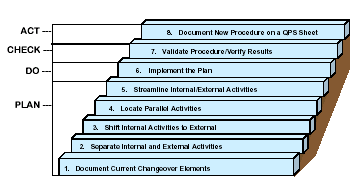 ACT ---
8. Document New Procedure on a QPS Sheet
CHECK ---
7. Validate Procedure/Verify Results
DO ---
6. Implement the Plan
5. Streamline Internal/External Activities
PLAN ---
4. Locate Parallel Activities
3. Shift Internal Activities to External
2. Separate Internal and External Activities
1. Document Current Changeover Elements